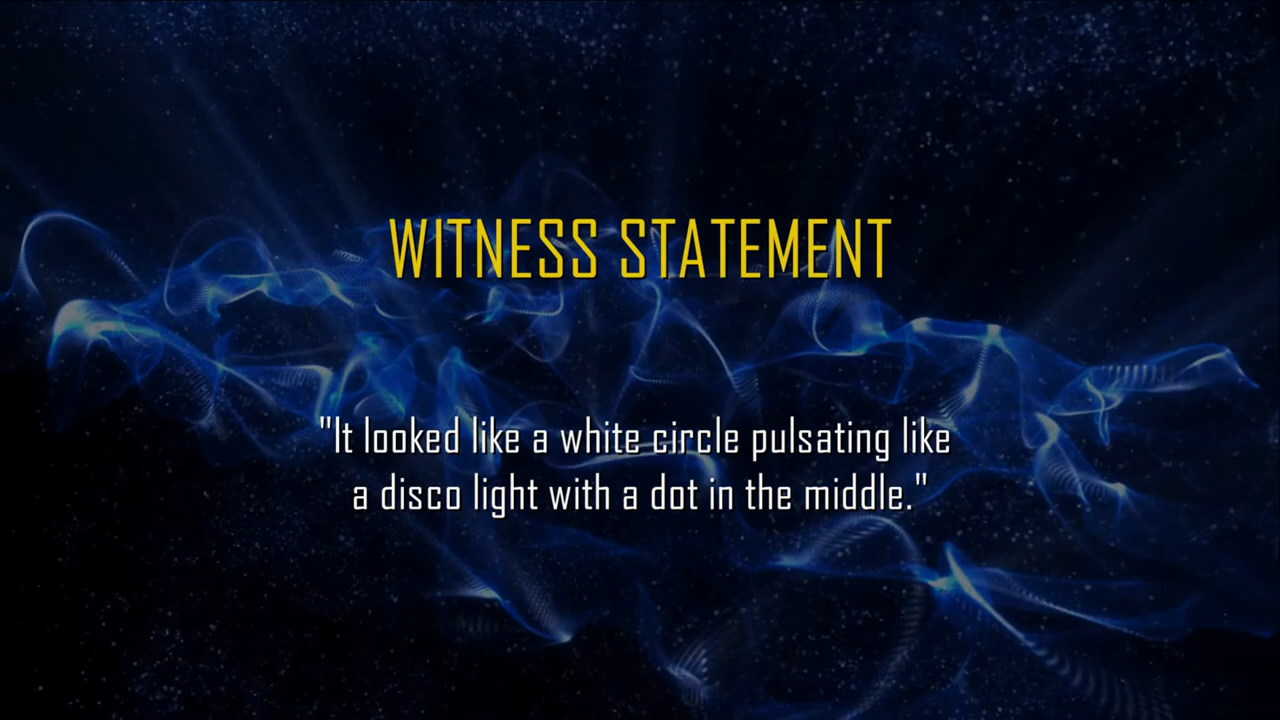 WITNESS STATEMENT
"It looked like a white circle pulsating like
a disco light with a dot in the middle."